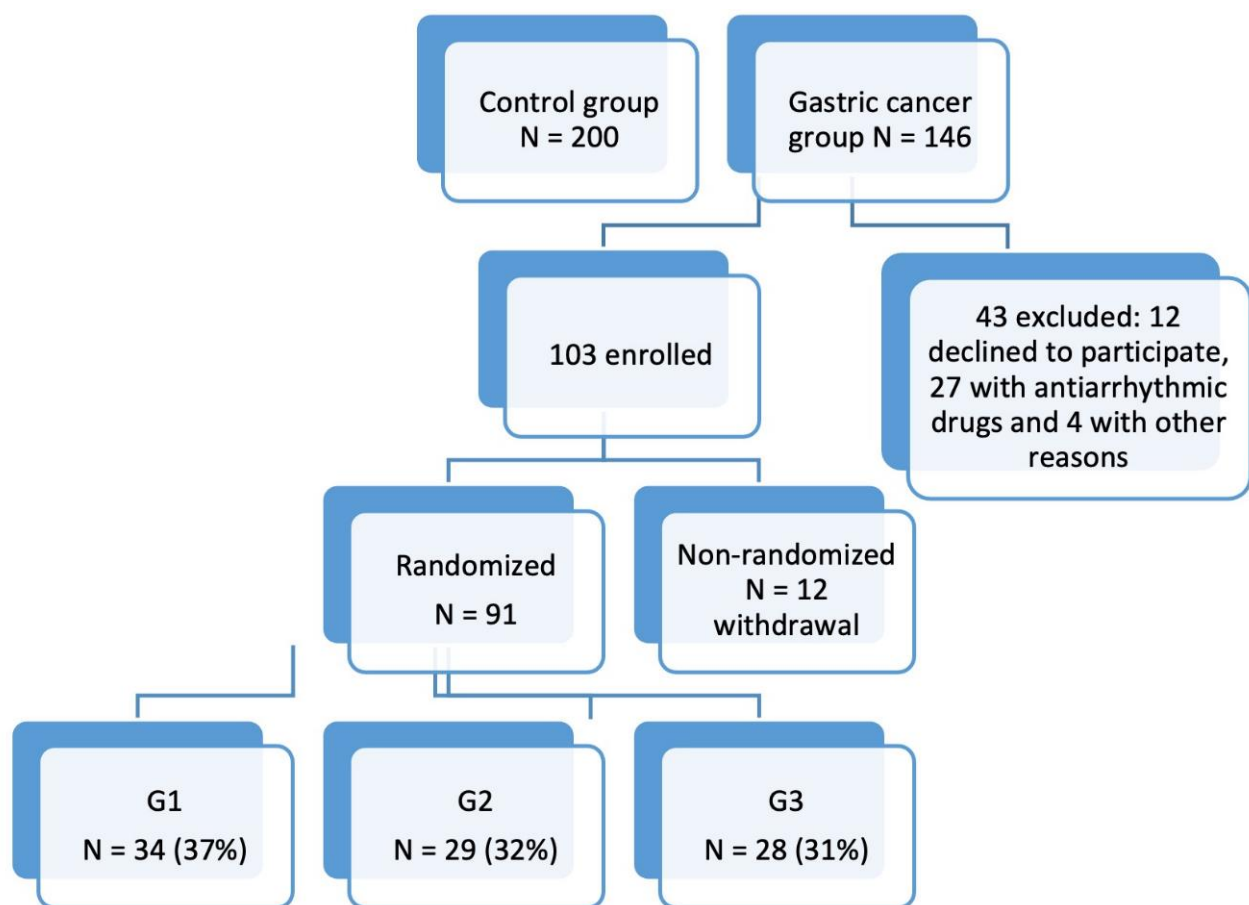 Control group
N = 200
Gastric cancer
group N = 146
103 enrolled
43 excluded: 12
declined to participate,
27 with antiarrhythmic
drugs and 4 with other
reasons
Randomized
N = 91
Non-randomized
N = 12
withdrawal
G1
N = 34 (37%)
G2
N = 29 (32%)
G3
N = 28 (31%)